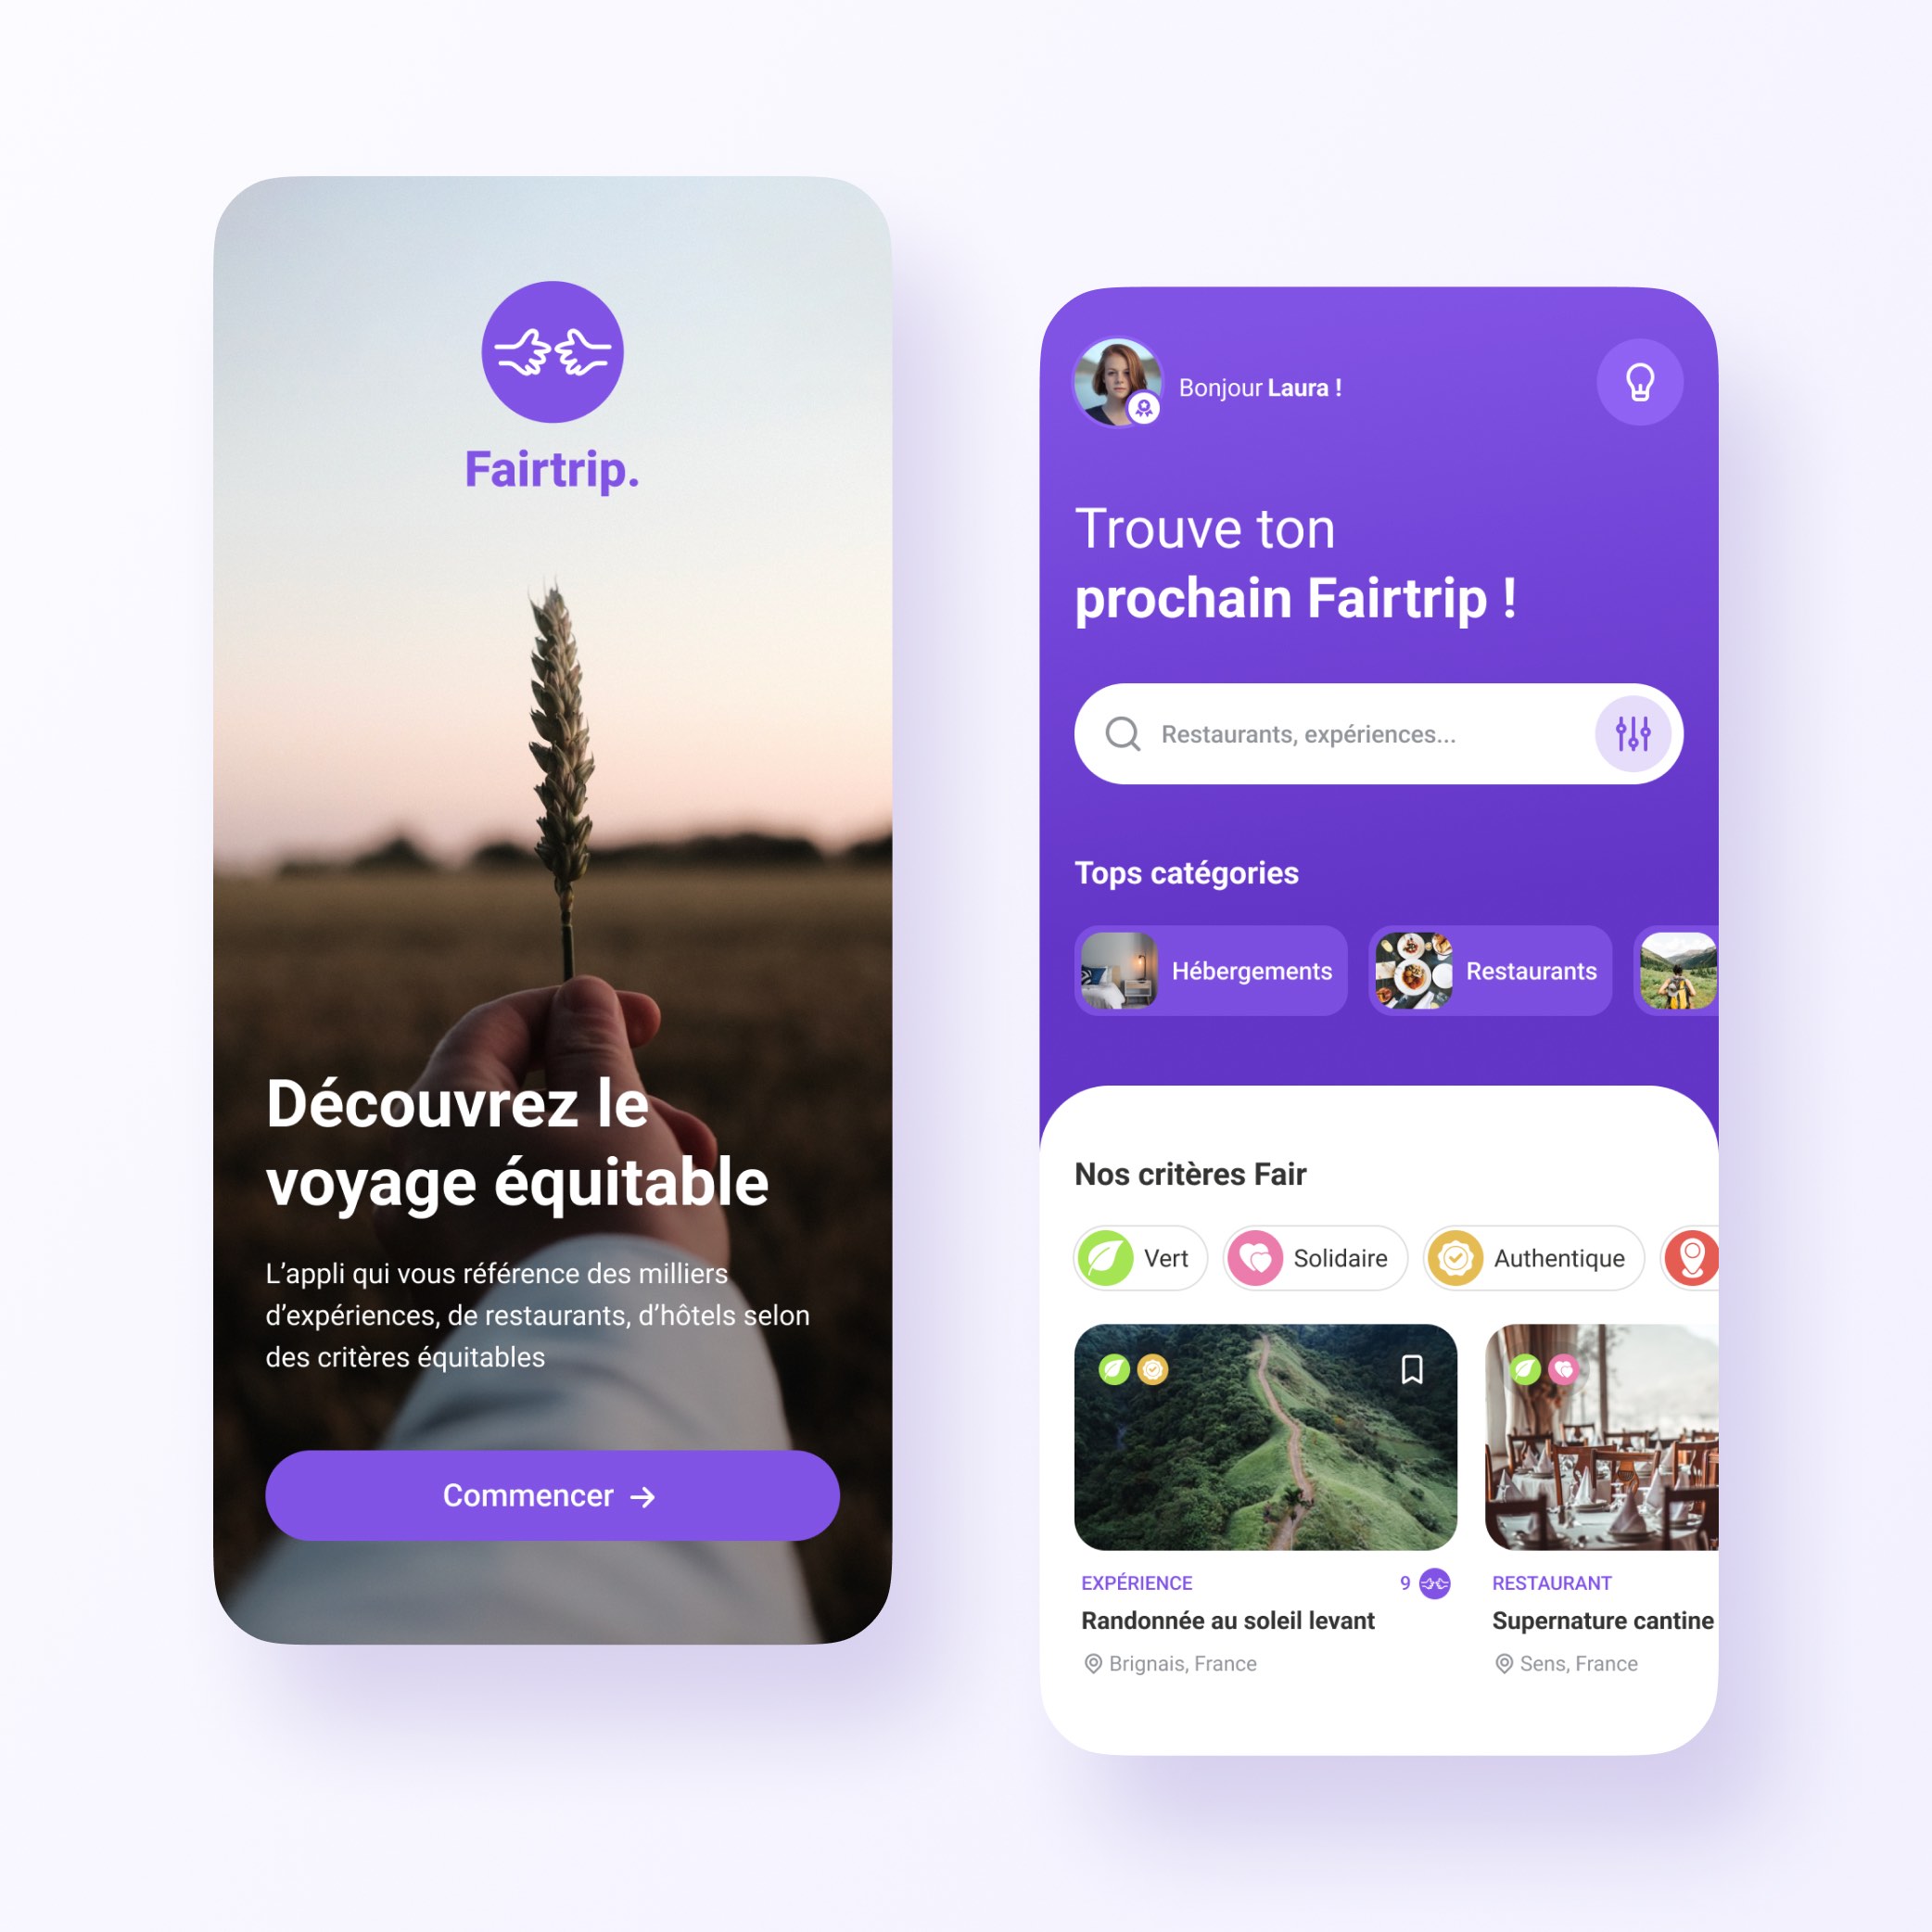 Fairtrip.
Découvrez le
voyage équitable
L’appli qui vous référence des milliers
d’expériences, de restaurants, d’hôtels selon
des critères équitables
Commencer
Bonjour Laura !
Trouve ton
prochain Fairtrip !
Restaurants, expériences...
Tops catégories
Hébergements
Restaurants
Nos critères Fair
Vert
Solidaire
Authentique
EXPÉRIENCE
9
Randonnée au soleil levant
Brignais, France
RESTAURANT
Supernature cantine
Sens, France